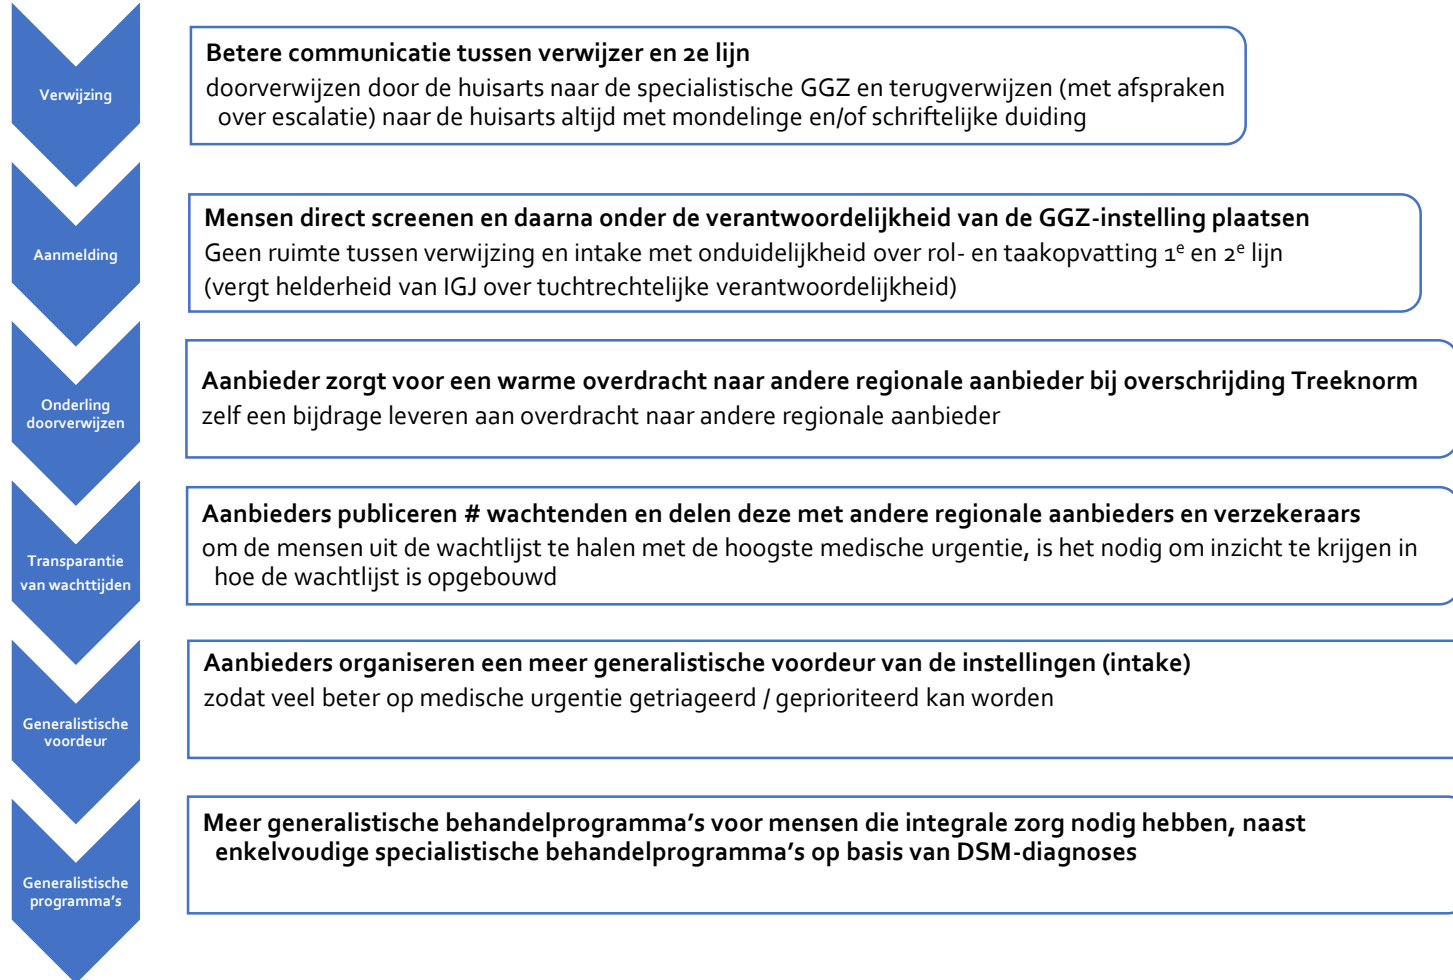 Verwijzing
Betere communicatie tussen verwijzer en 2e lijn
doorverwijzen door de huisarts naar de specialistische GGZ en terugverwijzen (met afspraken
over escalatie) naar de huisarts altijd met mondelinge en/of schriftelijke duiding
Aanmelding
Mensen direct screenen en daarna onder de verantwoordelijkheid van de GGZ-instelling plaatsen
Geen ruimte tussen verwijzing en intake met onduidelijkheid over rol- en taakopvatting 1e en 2e lijn
(vergt helderheid van IGJ over tuchtrechtelijke verantwoordelijkheid)
Onderling
doorverwijzen
Aanbieder zorgt voor een warme overdracht naar andere regionale aanbieder bij overschrijding Treeknorm
zelf een bijdrage leveren aan overdracht naar andere regionale aanbieder
Transparantie
van wachttijden
Aanbieders publiceren # wachtenden en delen deze met andere regionale aanbieders en verzekeraars
om de mensen uit de wachtlijst te halen met de hoogste medische urgentie, is het nodig om inzicht te krijgen in
hoe de wachtlijst is opgebouwd
Generalistische
voordeur
Aanbieders organiseren een meer generalistische voordeur van de instellingen (intake)
zodat veel beter op medische urgentie getriageerd / geprioriteerd kan worden
Generalistische
programma's
Meer generalistische behandelprogramma's voor mensen die integrale zorg nodig hebben, naast
enkelvoudige specialistische behandelprogramma's op basis van DSM-diagnoses